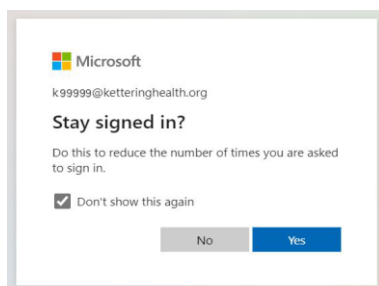 Microsoft
k99999@ketteringhealth.org
Stay signed in?
Do this to reduce the number of times you are asked
to sign in.
Don't show this again
No
Yes